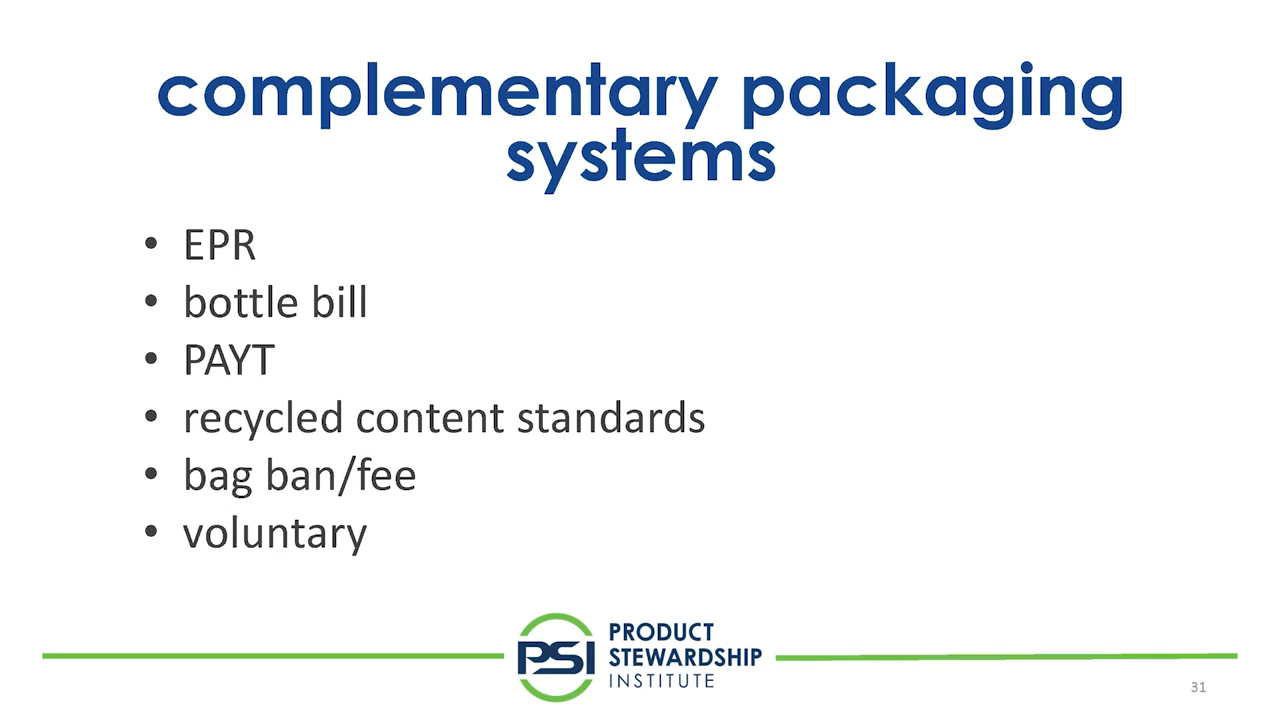 complementary packaging
systems
• EPR
• bottle bill
• PAYT
• recycled content standards
• bag ban/fee
• voluntary
PSI
PRODUCT
STEWARDSHIP
INSTITUTE
31